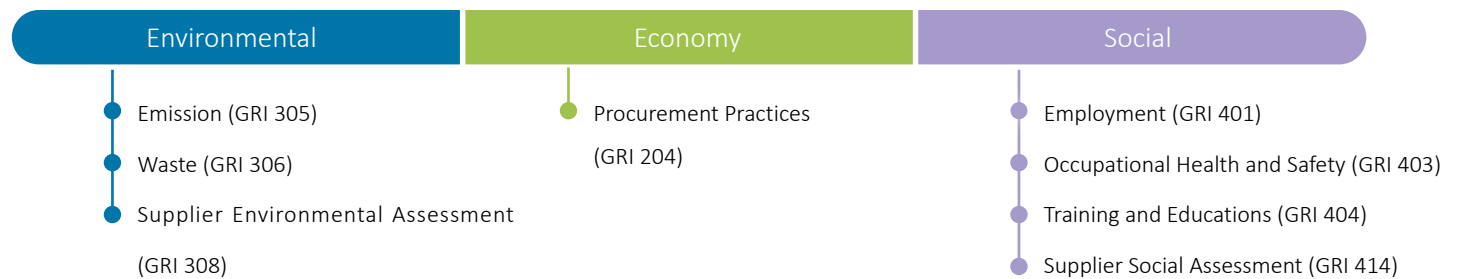 Environmental
Economy
Social
Emission (GRI 305)
Waste (GRI 306)
Supplier Environmental Assessment
(GRI 308)
Procurement Practices
(GRI 204)
Employment (GRI 401)
Occupational Health and Safety (GRI 403)
Training and Educations (GRI 404)
Supplier Social Assessment (GRI 414)